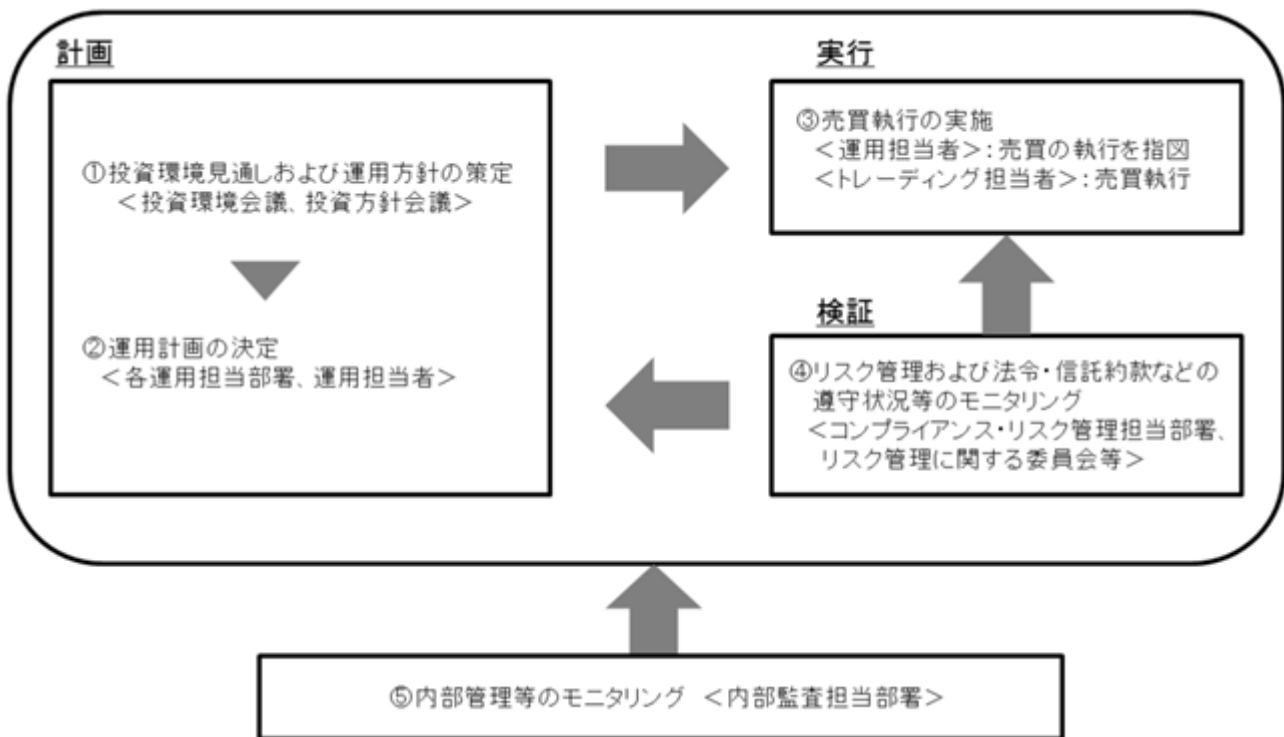 計画
①投資環境見通しおよび運用方針の策定
＜投資環境会議、投資方針会議＞
②運用計画の決定
＜各運用担当部署、運用担当者＞
実行
③売買執行の実施
＜運用担当者＞：売買の執行を指図
＜トレーディング担当者＞：売買執行
検証
④リスク管理および法令・信託約款などの
遵守状況等のモニタリング
＜コンプライアンス・リスク管理担当部署、
リスク管理に関する委員会等＞
⑤内部管理等のモニタリング ＜内部監査担当部署＞